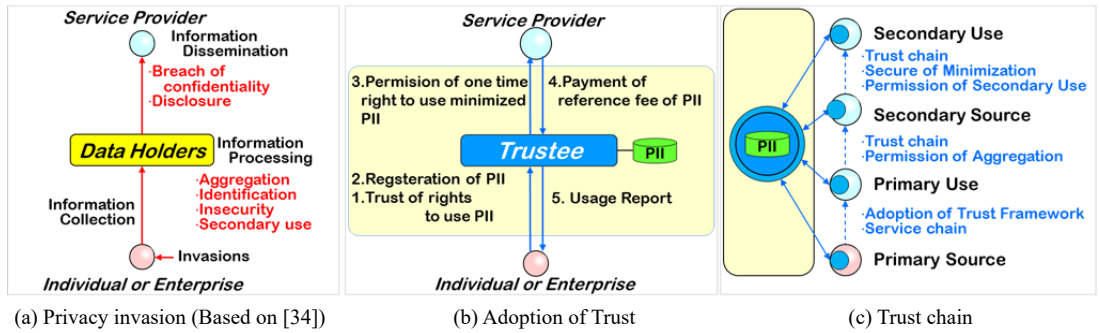 Service Provider
Information
Dissemination
·Breach of
confidentiality
·Disclosure
Data Holders
Information
Processing
·Aggregation
·Identification
·Insecurity
·Secondary use
Information
Collection
Invasions
Individual or Enterprise
(a) Privacy invasion (Based on [34])
Service Provider
3.Permision of one time
right to use minimized
PII
4.Payment of
reference fee of PII
Trustee
PII
2.Regsteration of PII
1.Trust of rights
to use PII
5. Usage Report
Individual or Enterprise
(b) Adoption of Trust
PII
Secondary Use
·Trust chain
·Secure of Minimization
·Permission of Secondary Use
Secondary Source
·Trust chain
·Permission of Aggregation
Primary Use
·Adoption of Trust Framework
·Service chain
Primary Source
(c) Trust chain